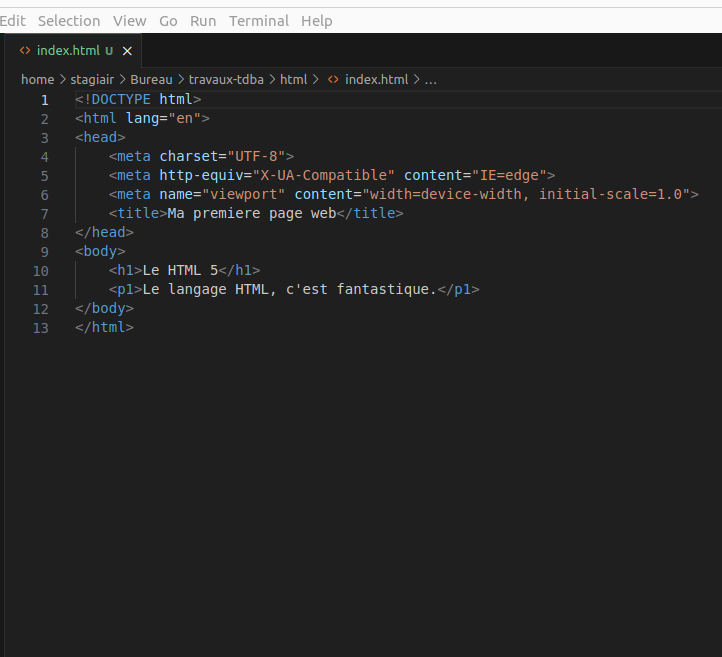 Edit Selection View Go Run Terminal Help
<> index.html U ×
home > stagiair > Bureau > travaux-tdba > html > <> index.html > ...
1 <!DOCTYPE html>
2 <html lang="en">
3 <head>
4 <meta charset="UTF-8">
5 <meta http-equiv="X-UA-Compatible" content="IE=edge">
6 <meta name="viewport" content="width=device-width, initial-scale=1.0">
7 <title>Ma premiere page web</title>
8 </head>
9 <body>
10 <h1>Le HTML 5</h1>
11 <p1>Le langage HTML, c'est fantastique.</p1>
12 </body>
13 </html>